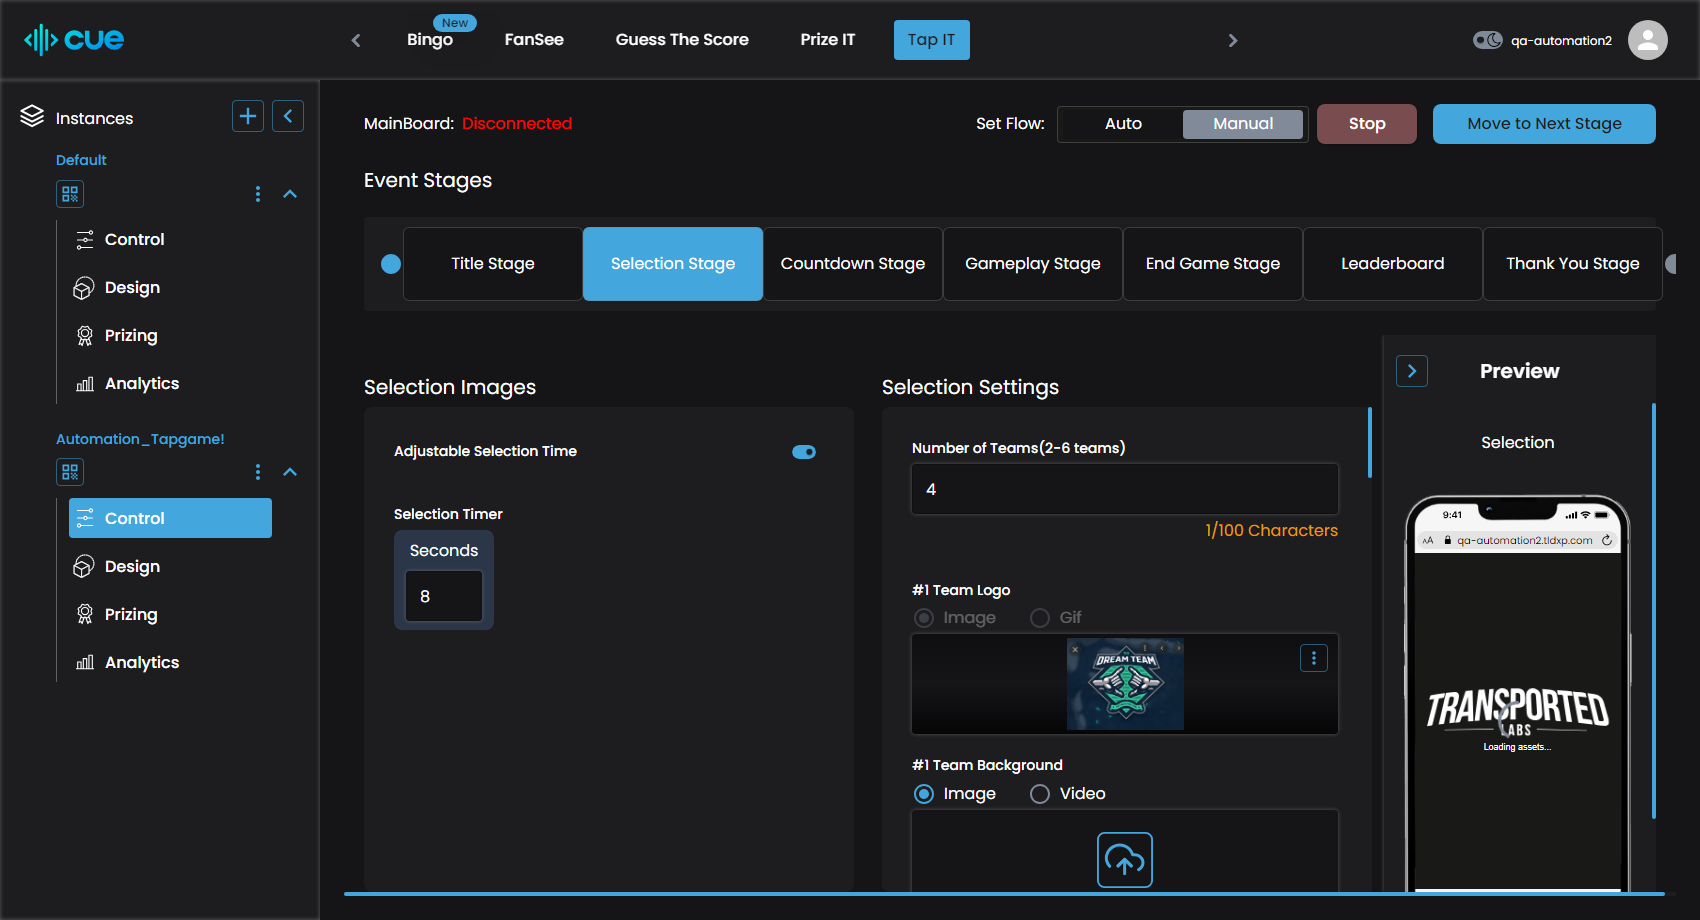 cue
New
Bingo
FanSee
Guess The Score
Prize IT
Tap IT
qa-automation2
Instances
Default
Control
Design
Prizing
Analytics
Automation_Tapgame!
Control
Design
Prizing
Analytics
MainBoard: Disconnected
Set Flow:
Auto
Manual
Stop
Move to Next Stage
Event Stages
Title Stage
Selection Stage
Countdown Stage
Gameplay Stage
End Game Stage
Leaderboard
Thank You Stage
Selection Images
Adjustable Selection Time
Selection Timer
Seconds
8
Selection Settings
Number of Teams(2-6 teams)
4
1/100 Characters
#1 Team Logo
Image
Gif
DREAM TEAM
#1 Team Background
Image
Video
Preview
Selection
9:41
AA
qa-automation2.tldxp.com
TRANSPORTED
LABS
Loading assets...